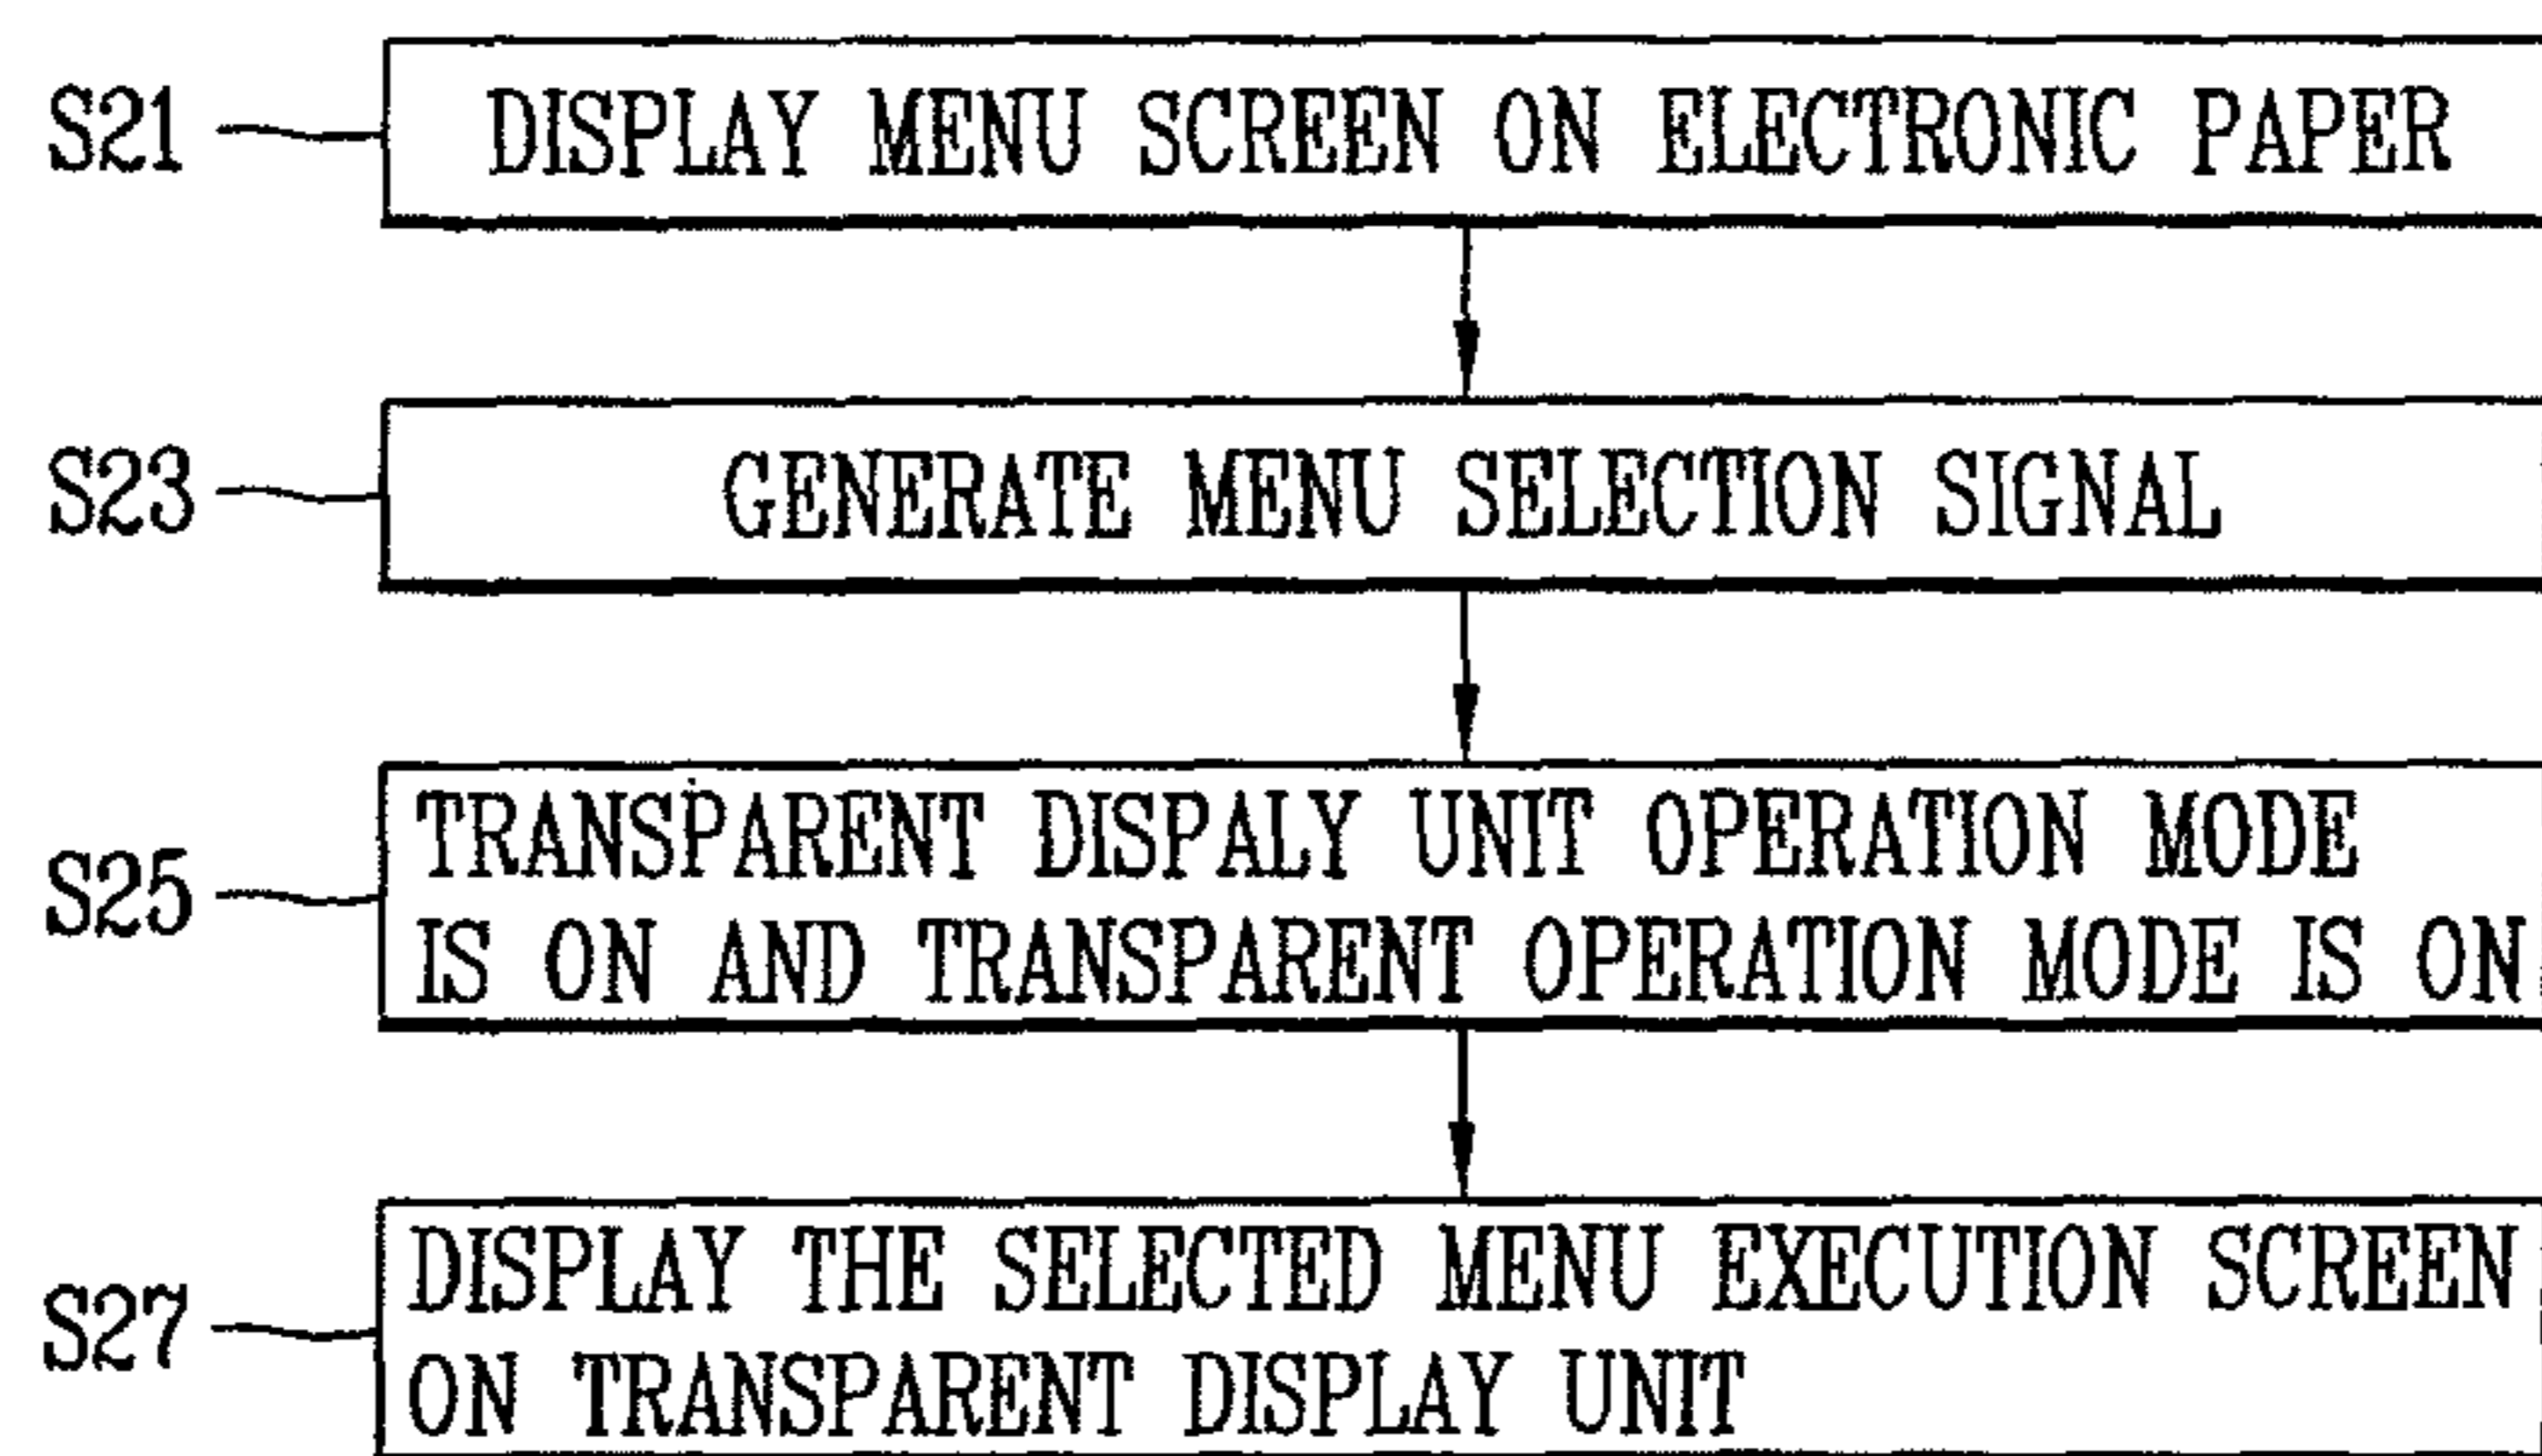 S21 DISPLAY MENU SCREEN ON ELECTRONIC PAPER
S23 GENERATE MENU SELECTION SIGNAL
TRANSPARENT DISPALY UNIT OPERATION MODE
S25
IS ON AND TRANSPARENT OPERATION MODE IS ON
DISPLAY THE SELECTED MENU EXECUTION SCREEN
S27
ON TRANSPARENT DISPLAY UNIT